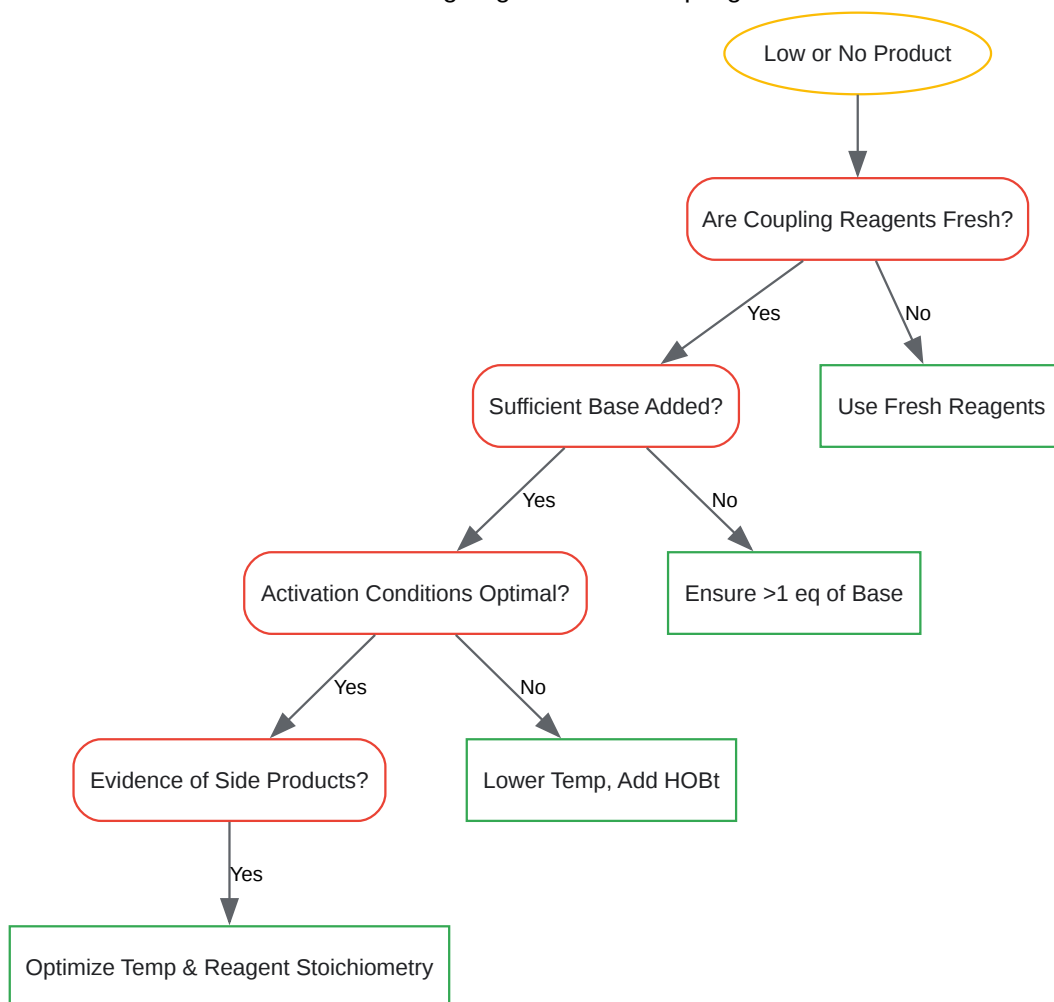 Low or No Product
Are Coupling Reagents Fresh?
Yes
No
Sufficient Base Added?
Use Fresh Reagents
Yes
No
Activation Conditions Optimal?
Ensure >1 eq of Base
Yes
No
Evidence of Side Products?
Lower Temp, Add HOBt
Yes
Optimize Temp & Reagent Stoichiometry